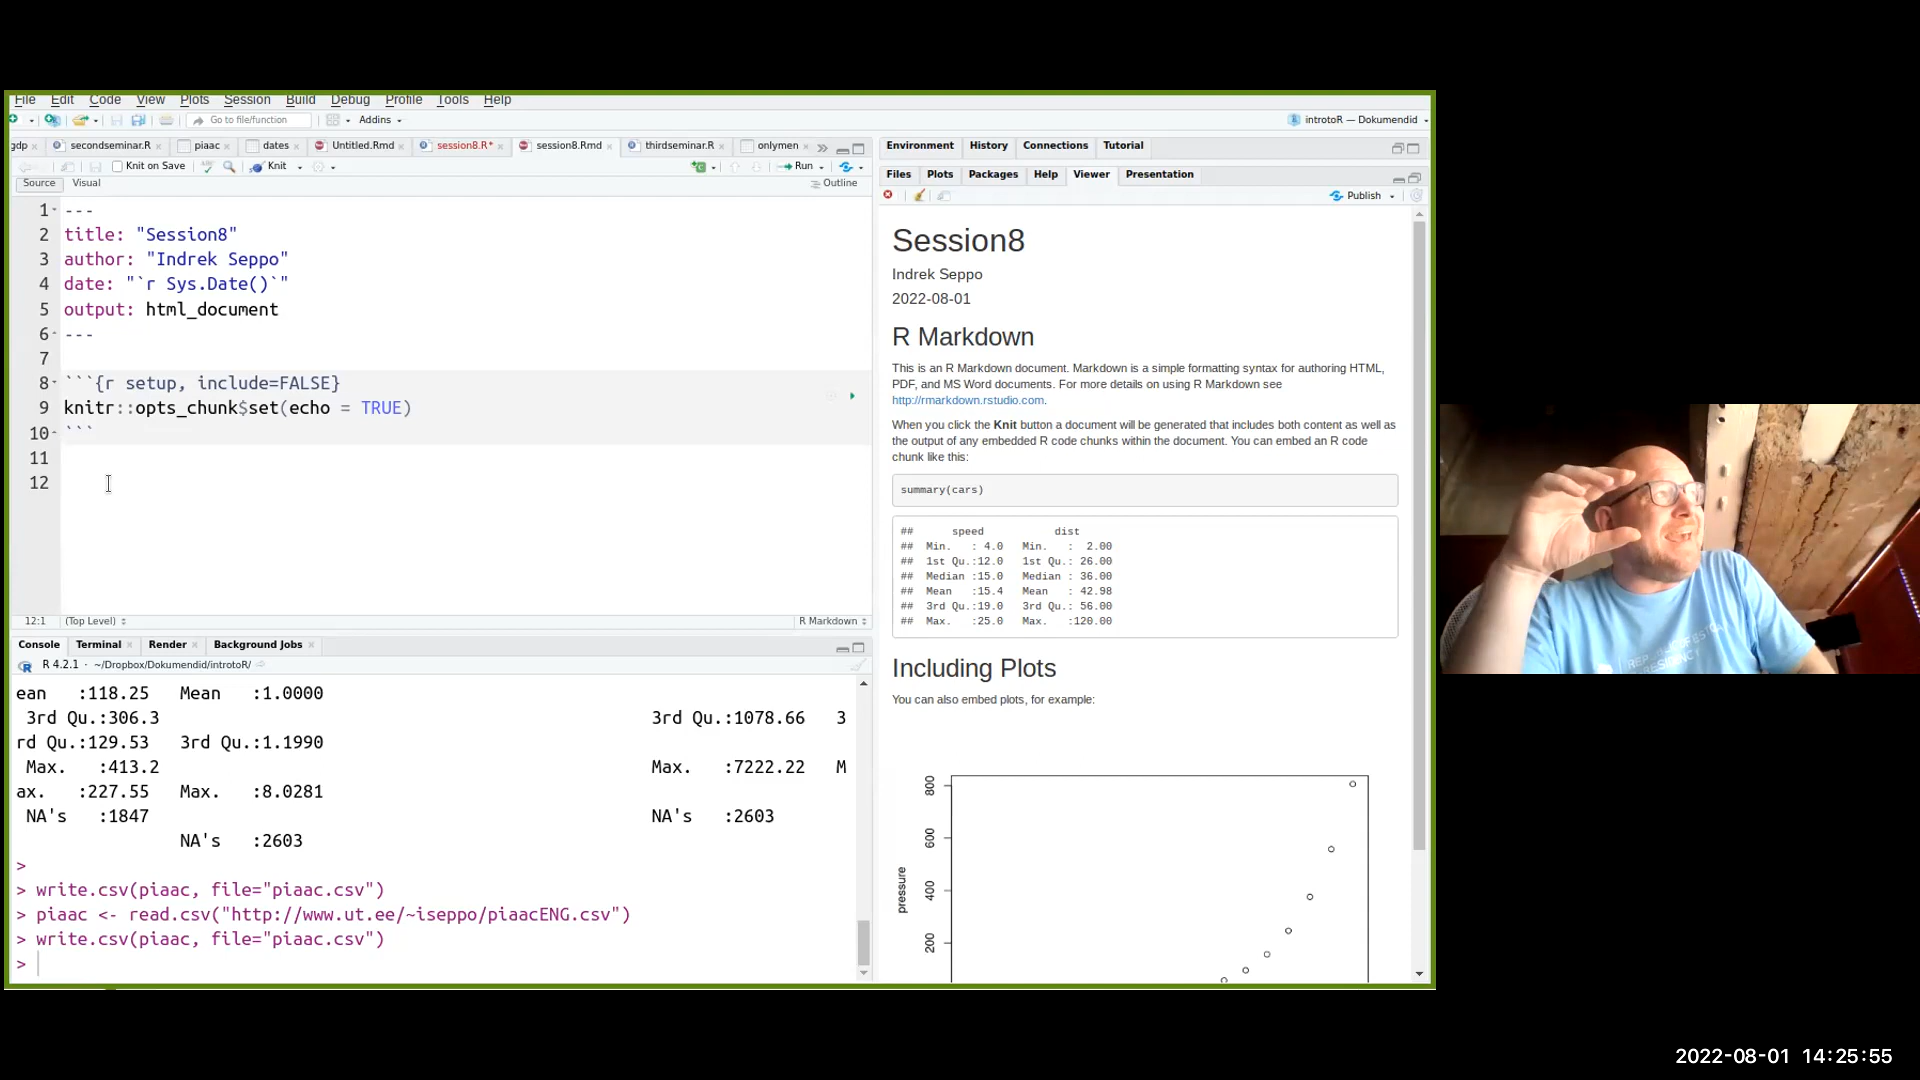 File Edit Code View Plots Session Build Debug Profile Tools Help
Go to file/function Addins introtoR — Dokumendid
gdp secondseminar.R piaac dates Untitled.Rmd session8.R* session8.Rmd thirdseminar.R onlymen
Knit on Save Knit Run
Source Visual Outline
1 ---
2 title: "Session8"
3 author: "Indrek Seppo"
4 date: "`r Sys.Date()`"
5 output: html_document
6 ---
7
8 ```{r setup, include=FALSE}
9 knitr::opts_chunk$set(echo = TRUE)
10 ```
11
12
12:1 (Top Level) R Markdown
Console Terminal Render Background Jobs
R 4.2.1 · ~/Dropbox/Dokumendid/introtoR/
ean :118.25 Mean :1.0000
3rd Qu.:306.3 3rd Qu.:1078.66 3
rd Qu.:129.53 3rd Qu.:1.1990
Max. :413.2 Max. :7222.22 M
ax. :227.55 Max. :8.0281
NA's :1847 NA's :2603
NA's :2603
>
> write.csv(piaac, file="piaac.csv")
> piaac <- read.csv("http://www.ut.ee/~iseppo/piaacENG.csv")
> write.csv(piaac, file="piaac.csv")
>
Environment History Connections Tutorial
Files Plots Packages Help Viewer Presentation
Publish
Session8
Indrek Seppo
2022-08-01
R Markdown
This is an R Markdown document. Markdown is a simple formatting syntax for authoring HTML,
PDF, and MS Word documents. For more details on using R Markdown see
http://rmarkdown.rstudio.com.
When you click the Knit button a document will be generated that includes both content as well as
the output of any embedded R code chunks within the document. You can embed an R code
chunk like this:
summary(cars)
## speed dist
## Min. : 4.0 Min. : 2.00
## 1st Qu.:12.0 1st Qu.: 26.00
## Median :15.0 Median : 36.00
## Mean :15.4 Mean : 42.98
## 3rd Qu.:19.0 3rd Qu.: 56.00
## Max. :25.0 Max. :120.00
Including Plots
You can also embed plots, for example:
800
600
400
200
pressure
2022-08-01 14:25:55